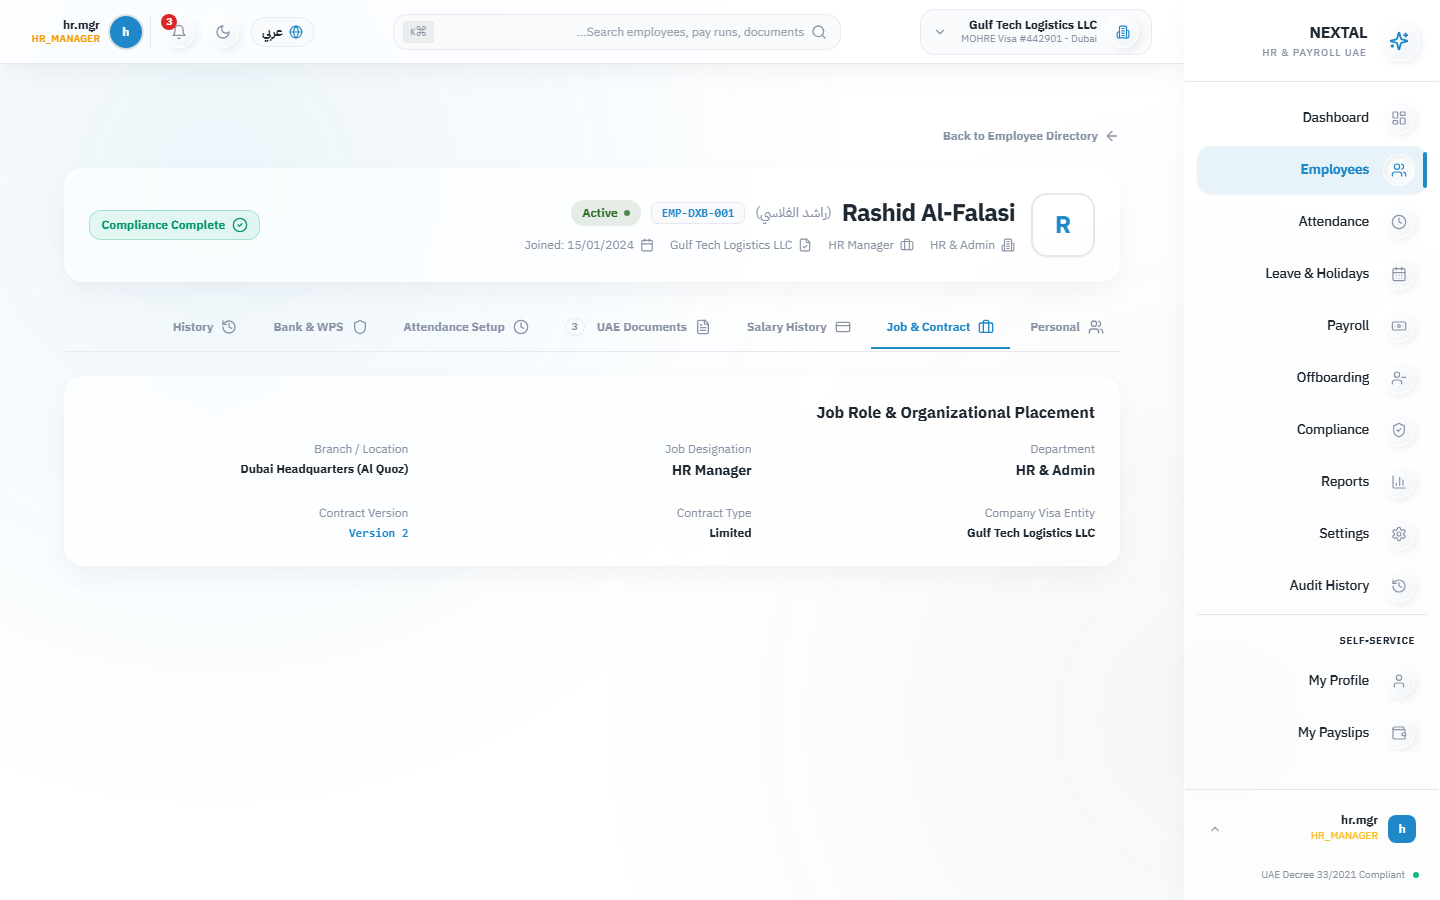 NEXTAL
HR & PAYROLL UAE
Dashboard
Employees
Attendance
Leave & Holidays
Payroll
Offboarding
Compliance
Reports
Settings
Audit History
SELF-SERVICE
My Profile
My Payslips
hr.mgr
HR_MANAGER
h
UAE Decree 33/2021 Compliant
Gulf Tech Logistics LLC
MOHRE Visa #442901 - Dubai
...Search employees, pay runs, documents
K⌘
عربي
3
h
hr.mgr
HR_MANAGER
Back to Employee Directory
R
Rashid Al-Falasi (راشد الفلاسي) EMP-DXB-001 Active
HR & Admin HR Manager Gulf Tech Logistics LLC Joined: 15/01/2024
Compliance Complete
Personal
Job & Contract
Salary History
UAE Documents 3
Attendance Setup
Bank & WPS
History
Job Role & Organizational Placement
Department
HR & Admin
Job Designation
HR Manager
Branch / Location
Dubai Headquarters (Al Quoz)
Company Visa Entity
Gulf Tech Logistics LLC
Contract Type
Limited
Contract Version
Version 2